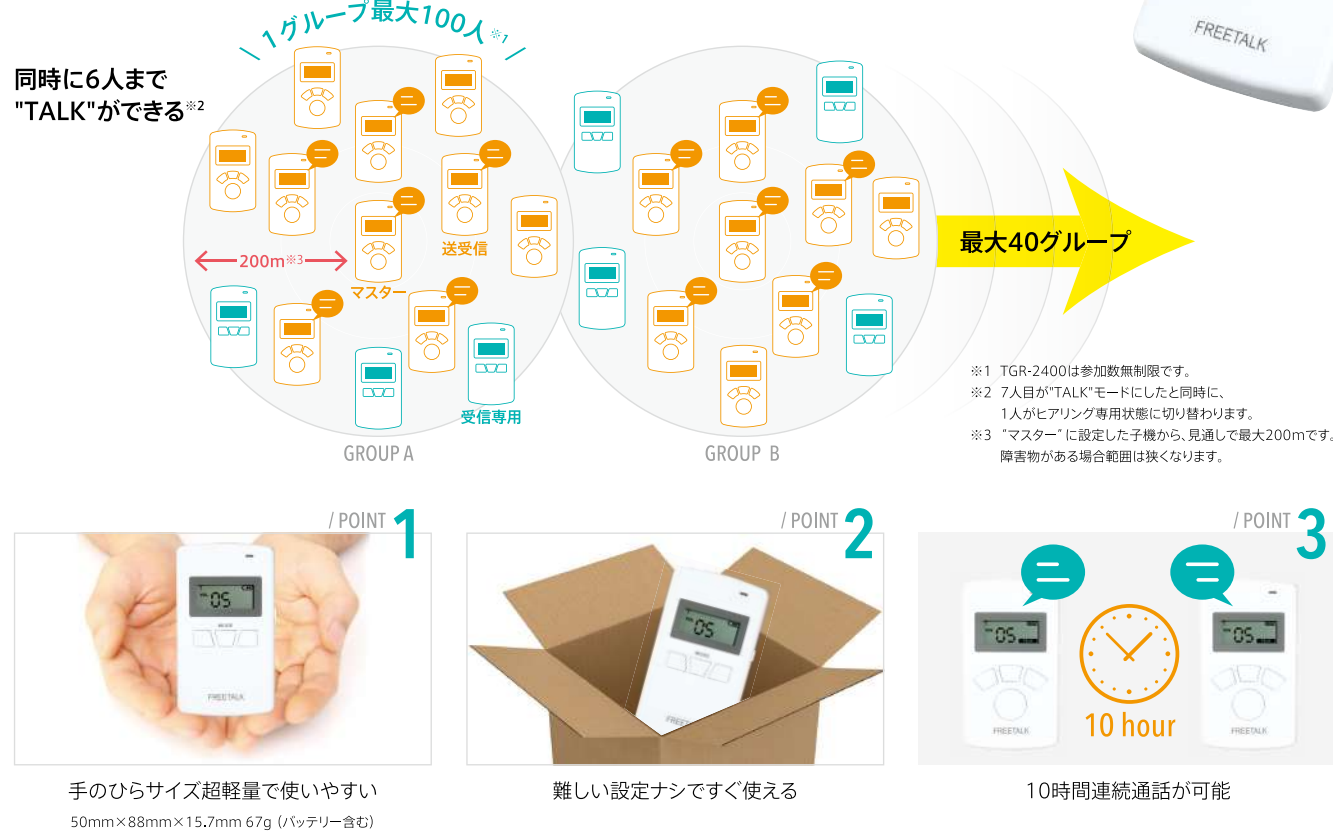 \ 1グループ最大100人※1 /
FREETALK
同時に6人まで
"TALK"ができる※2
200m※3
送受信
マスター
受信専用
最大40グループ
GROUP A
GROUP B
※1 TGR-2400は参加数無制限です。
※2 7人目が"TALK"モードにしたと同時に、
1人がヒアリング専用状態に切り替わります。
※3 “マスター”に設定した子機から、見通しで最大200mです。
障害物がある場合範囲は狭くなります。
/ POINT 1
05
MODE
FREETALK
手のひらサイズ超軽量で使いやすい
50mm×88mm×15.7mm 67g (バッテリー含む)
/ POINT 2
05
MODE
FREETALK
難しい設定ナシですぐ使える
/ POINT 3
05
05
10 hour
FREETALK
FREETALK
10時間連続通話が可能